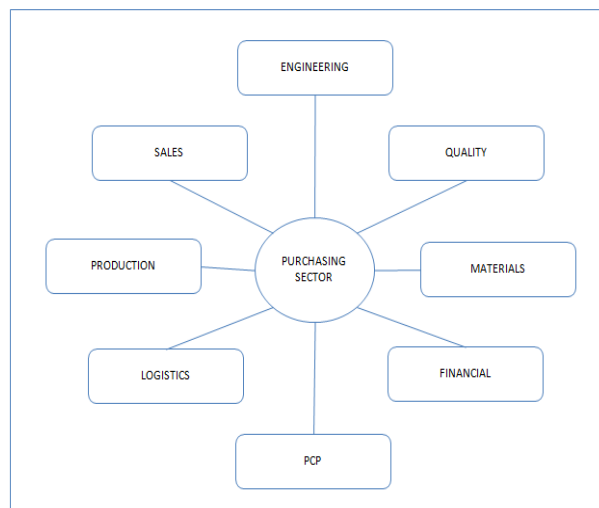 ENGINEERING
SALES
QUALITY
PURCHASING
SECTOR
PRODUCTION
MATERIALS
LOGISTICS
FINANCIAL
PCP